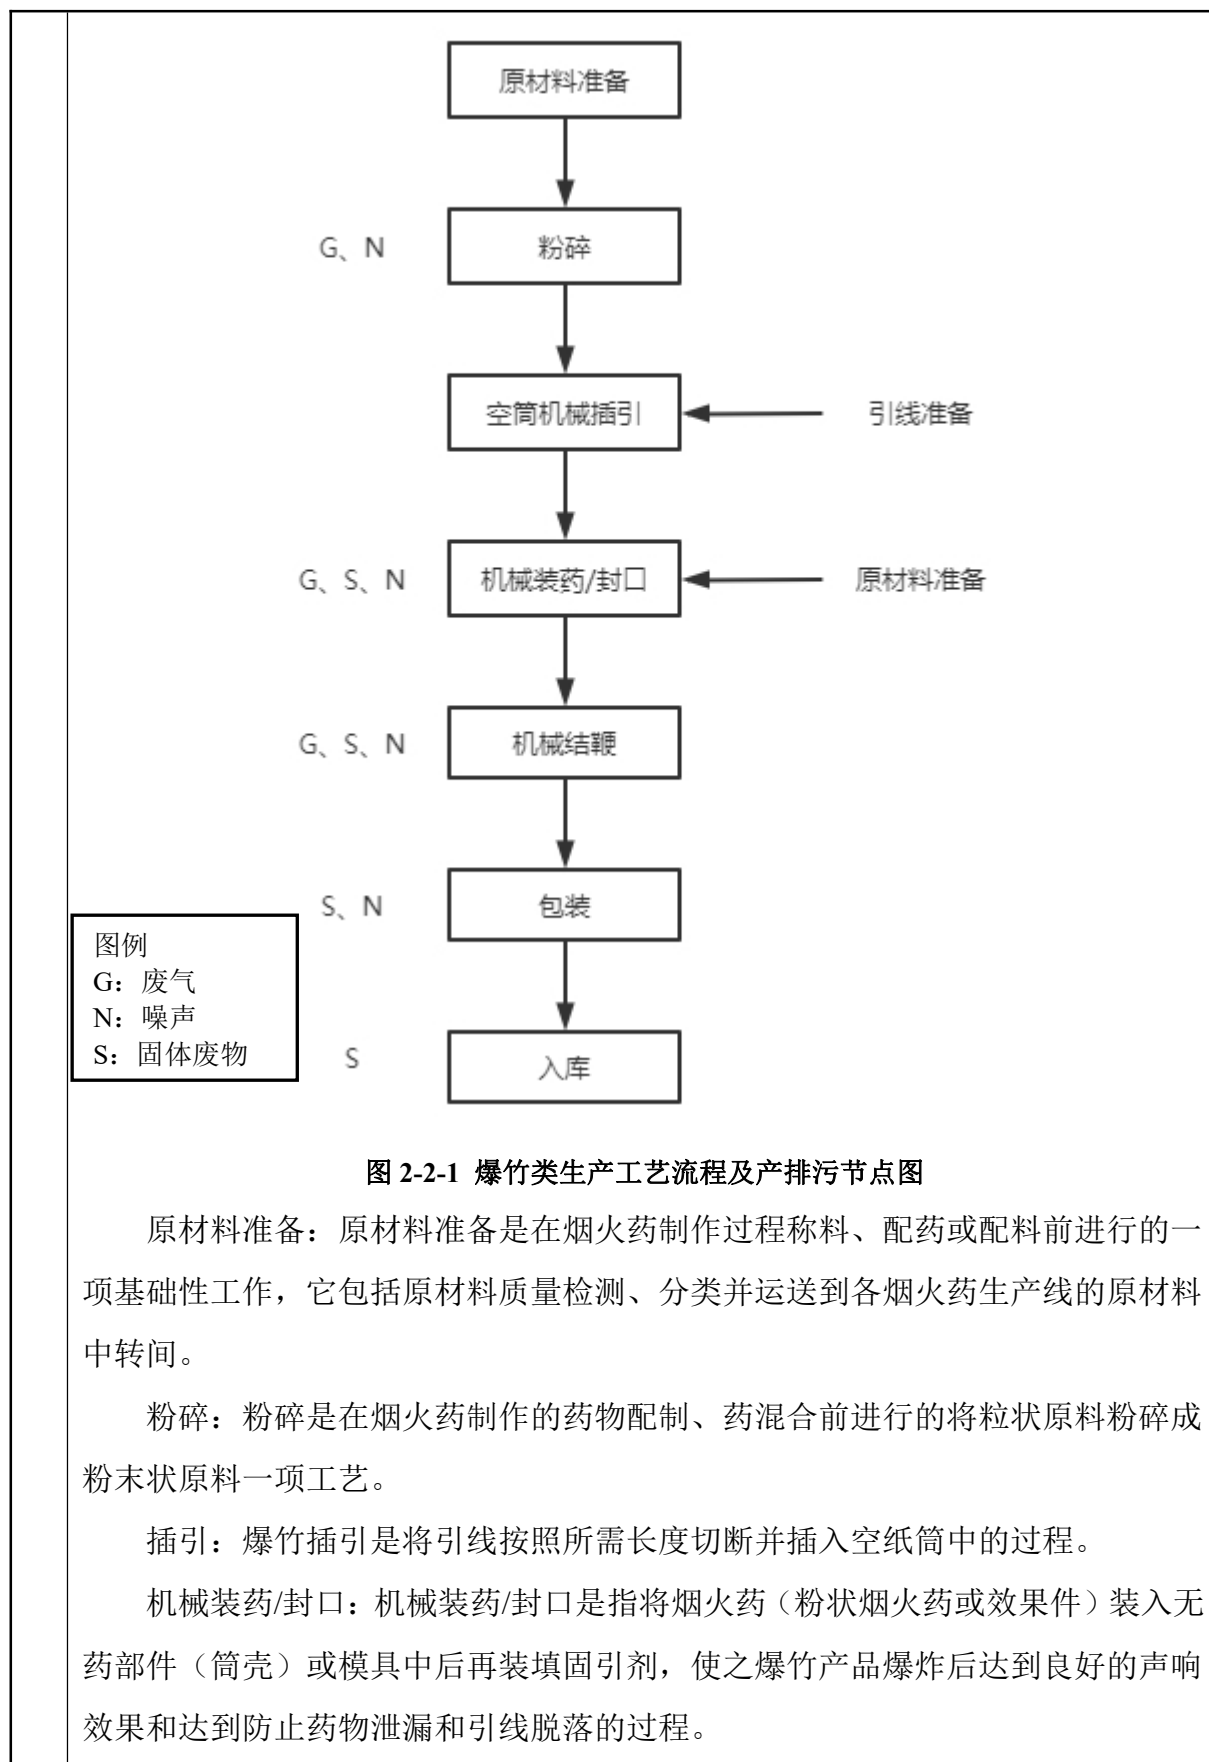 原材料准备
G、N
粉碎
空筒机械插引
引线准备
G、S、N
机械装药/封口
原材料准备
G、S、N
机械结鞭
S、N
包装
图例
G：废气
N：噪声
S：固体废物
S
入库
图 2-2-1 爆竹类生产工艺流程及产排污节点图
原材料准备：原材料准备是在烟火药制作过程称料、配药或配料前进行的一
项基础性工作，它包括原材料质量检测、分类并运送到各烟火药生产线的原材料
中转间。
粉碎：粉碎是在烟火药制作的药物配制、药混合前进行的将粒状原料粉碎成
粉末状原料一项工艺。
插引：爆竹插引是将引线按照所需长度切断并插入空纸筒中的过程。
机械装药/封口：机械装药/封口是指将烟火药（粉状烟火药或效果件）装入无
药部件（筒壳）或模具中后再装填固引剂，使之爆竹产品爆炸后达到良好的声响
效果和达到防止药物泄漏和引线脱落的过程。